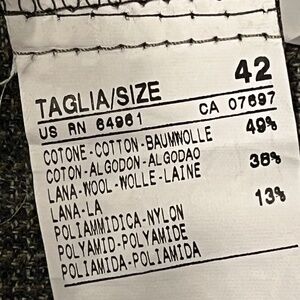 TAGLIA/SIZE 42
US RN 64961 CA 07697
COTONE-COTTON-BAUMWOLLE 49%
COTON-ALGODON-ALGODAO
LANA-WOOL-WOLLE-LAINE 38%
LANA-LA
POLIAMMIDICA-NYLON 13%
POLYAMID-POLYAMIDE
POLIAMIDA-POLIAMIDA